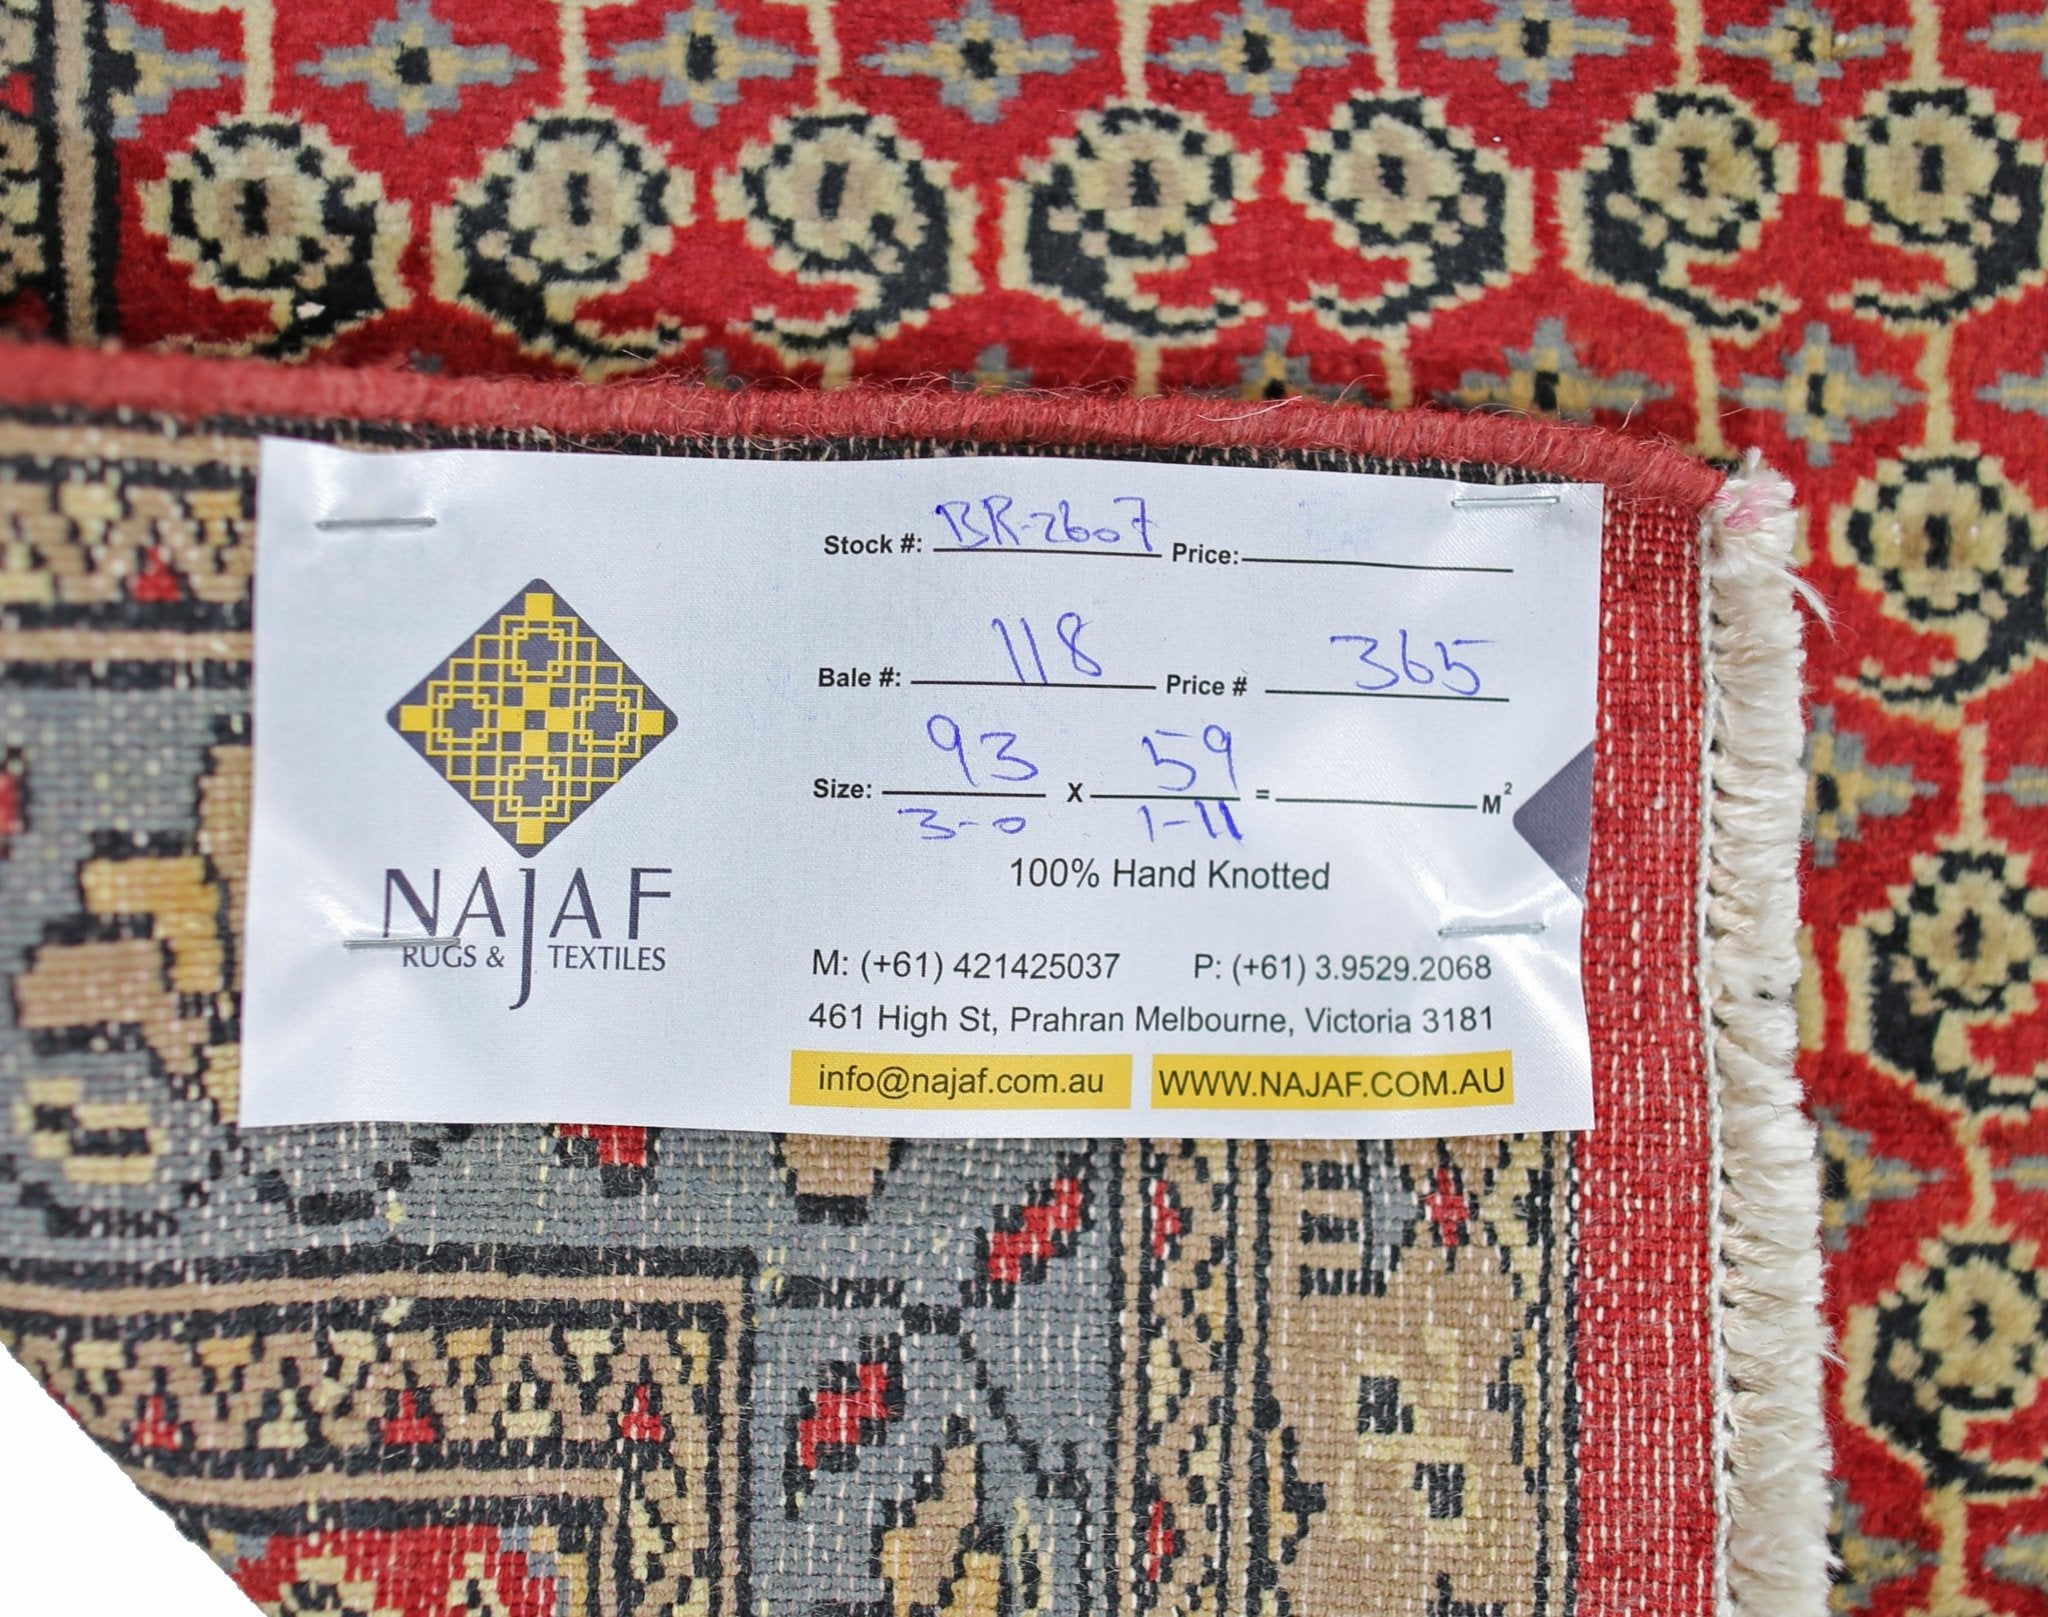 Stock #: BR-2607 Price:
Bale #: 118 Price # 365
Size: 93 X 59 = M²
3-0 1-11
100% Hand Knotted
NAJAF
RUGS & TEXTILES
M: (+61) 421425037 P: (+61) 3.9529.2068
461 High St, Prahran Melbourne, Victoria 3181
info@najaf.com.au WWW.NAJAF.COM.AU